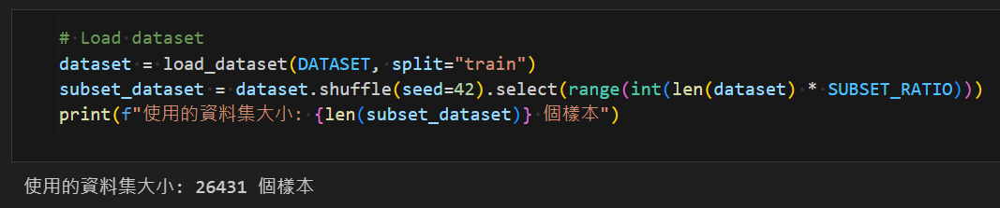 # Load dataset
dataset = load_dataset(DATASET, split="train")
subset_dataset = dataset.shuffle(seed=42).select(range(int(len(dataset) * SUBSET_RATIO)))
print(f"使用的資料集大小: {len(subset_dataset)} 個樣本")
使用的資料集大小: 26431 個樣本